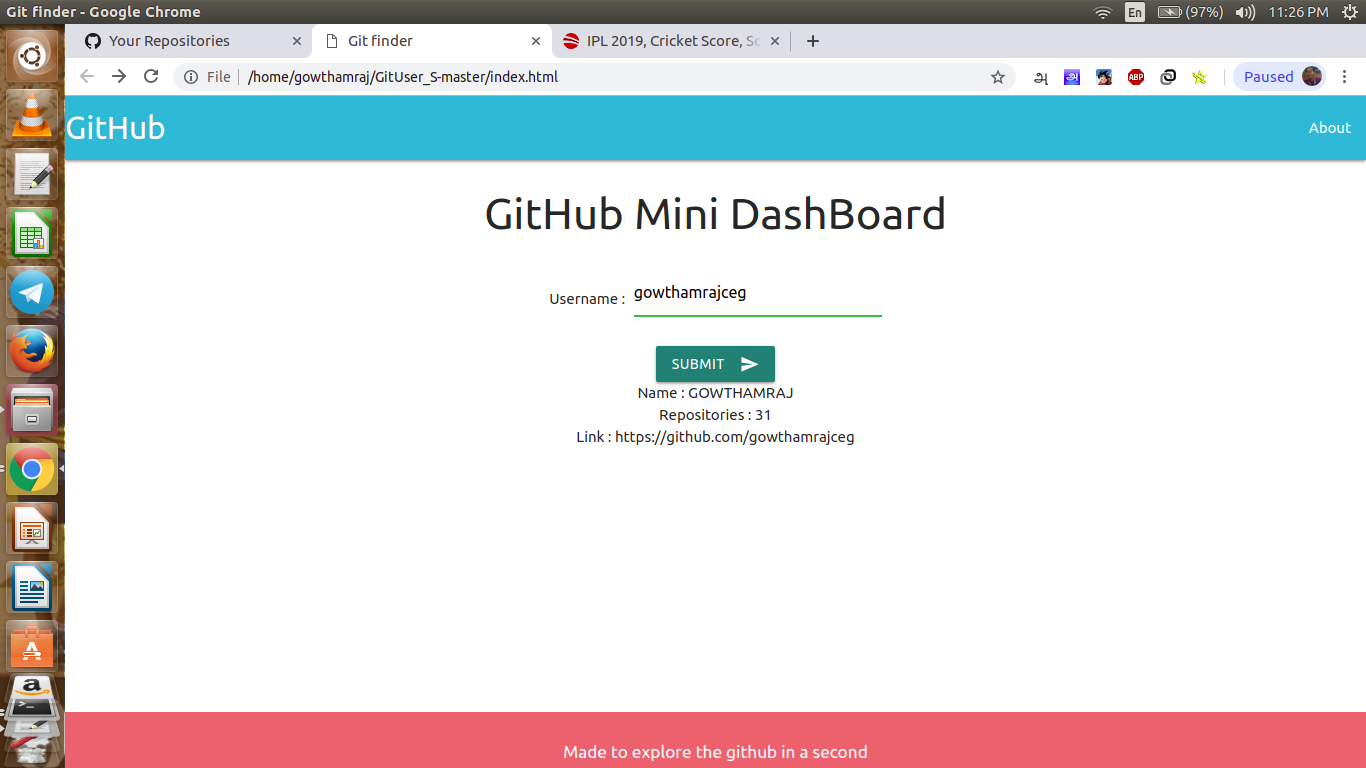 Git finder - Google Chrome
En
(97%)
11:26 PM
Your Repositories
Git finder
IPL 2019, Cricket Score, Sc
File
/home/gowthamraj/GitUser_S-master/index.html
அ
அ
ABP
Paused
GitHub
About
GitHub Mini DashBoard
Username :
gowthamrajceg
SUBMIT
Name : GOWTHAMRAJ
Repositories : 31
Link : https://github.com/gowthamrajceg
Made to explore the github in a second